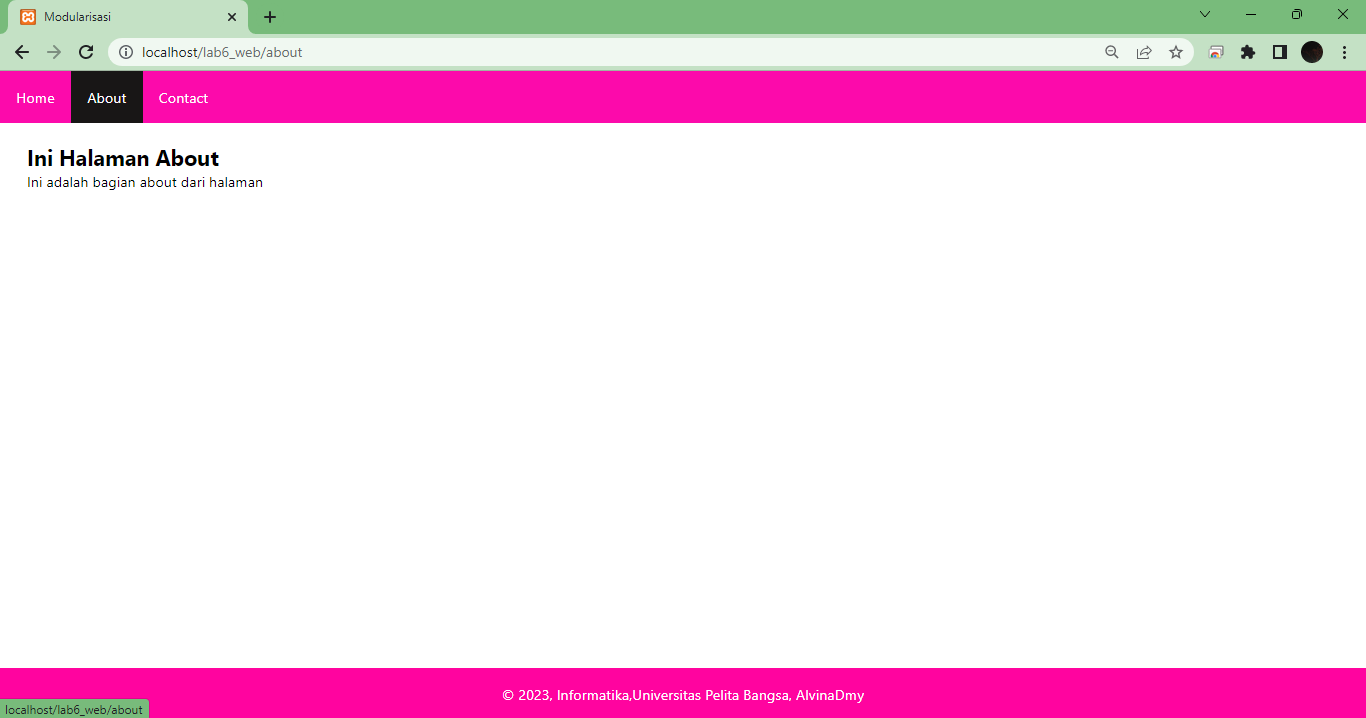 Modularisasi
localhost/lab6_web/about
Home About Contact
Ini Halaman About
Ini adalah bagian about dari halaman
© 2023, Informatika,Universitas Pelita Bangsa, AlvinaDmy
localhost/lab6_web/about